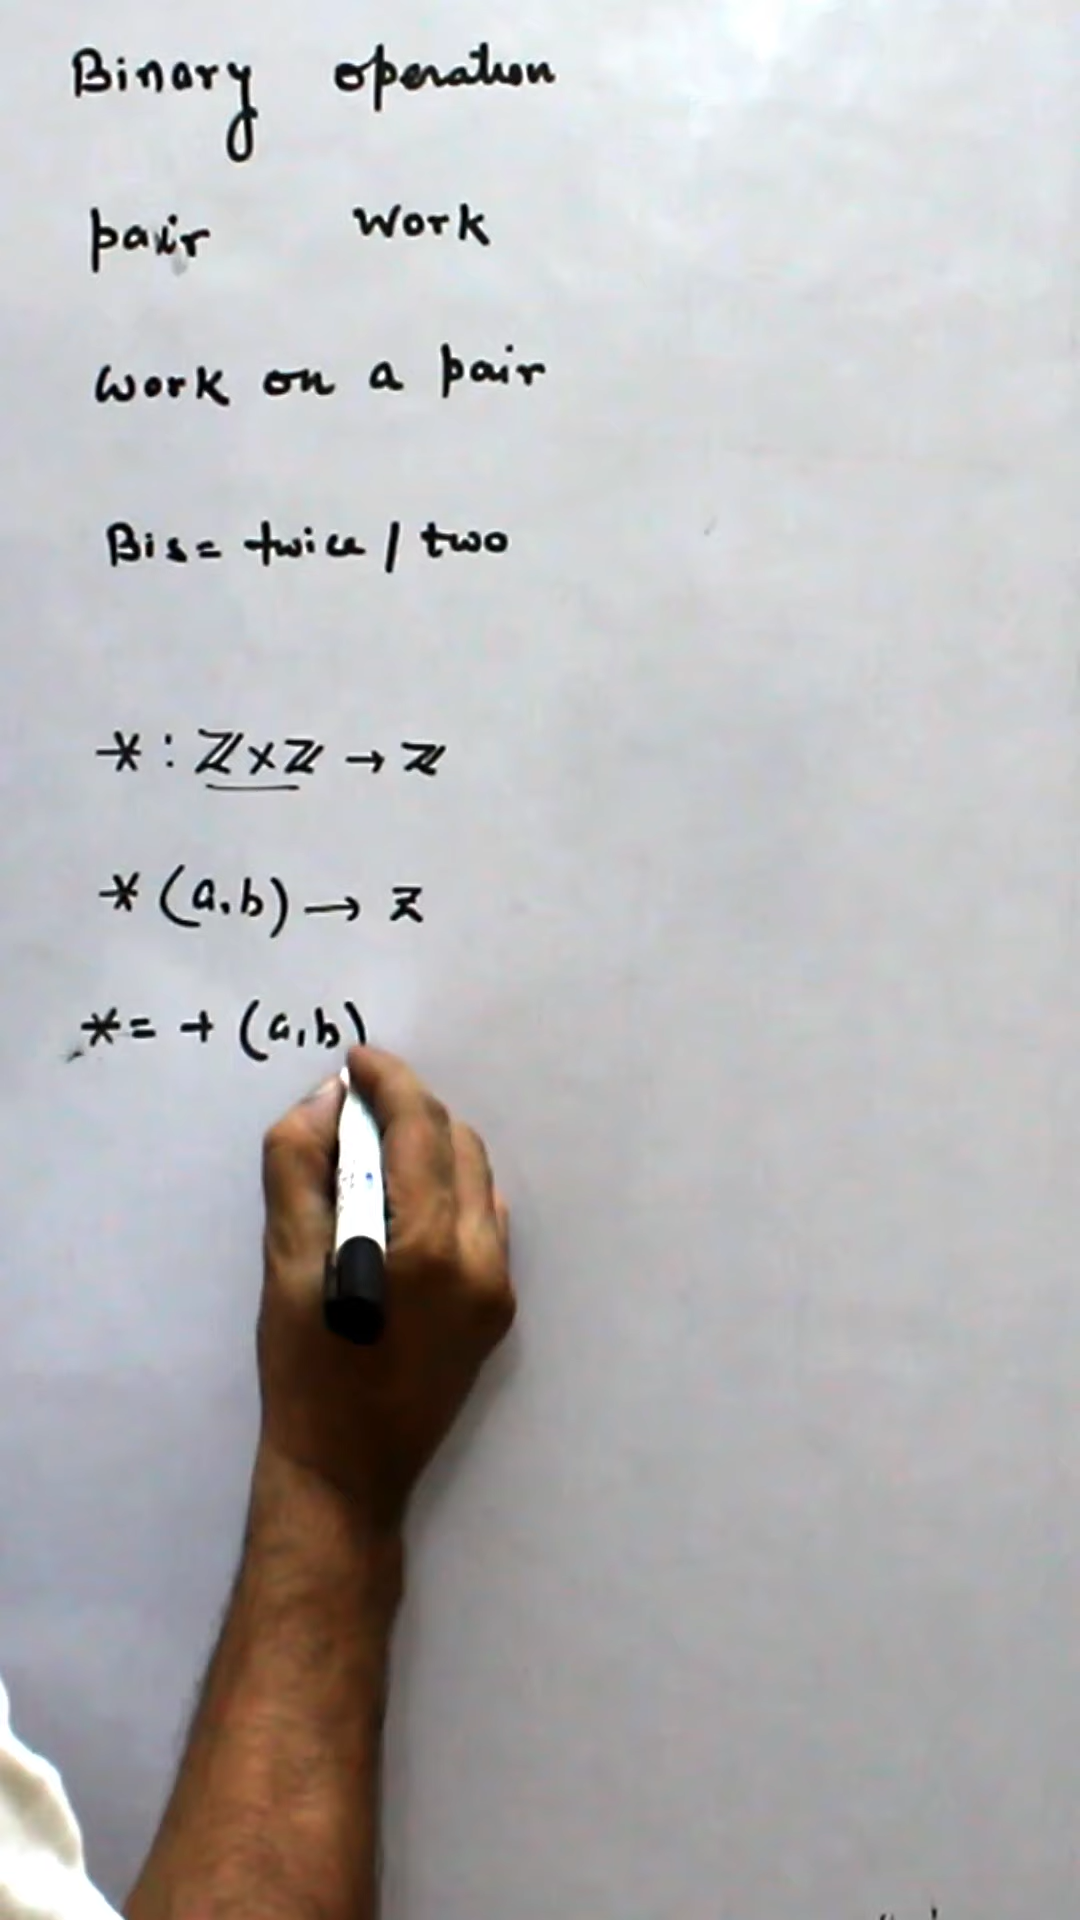 Binary operation
pair work
work on a pair
Bis = twice / two
* : ℤ × ℤ → ℤ
* (a,b) → z
* = + (a,b)